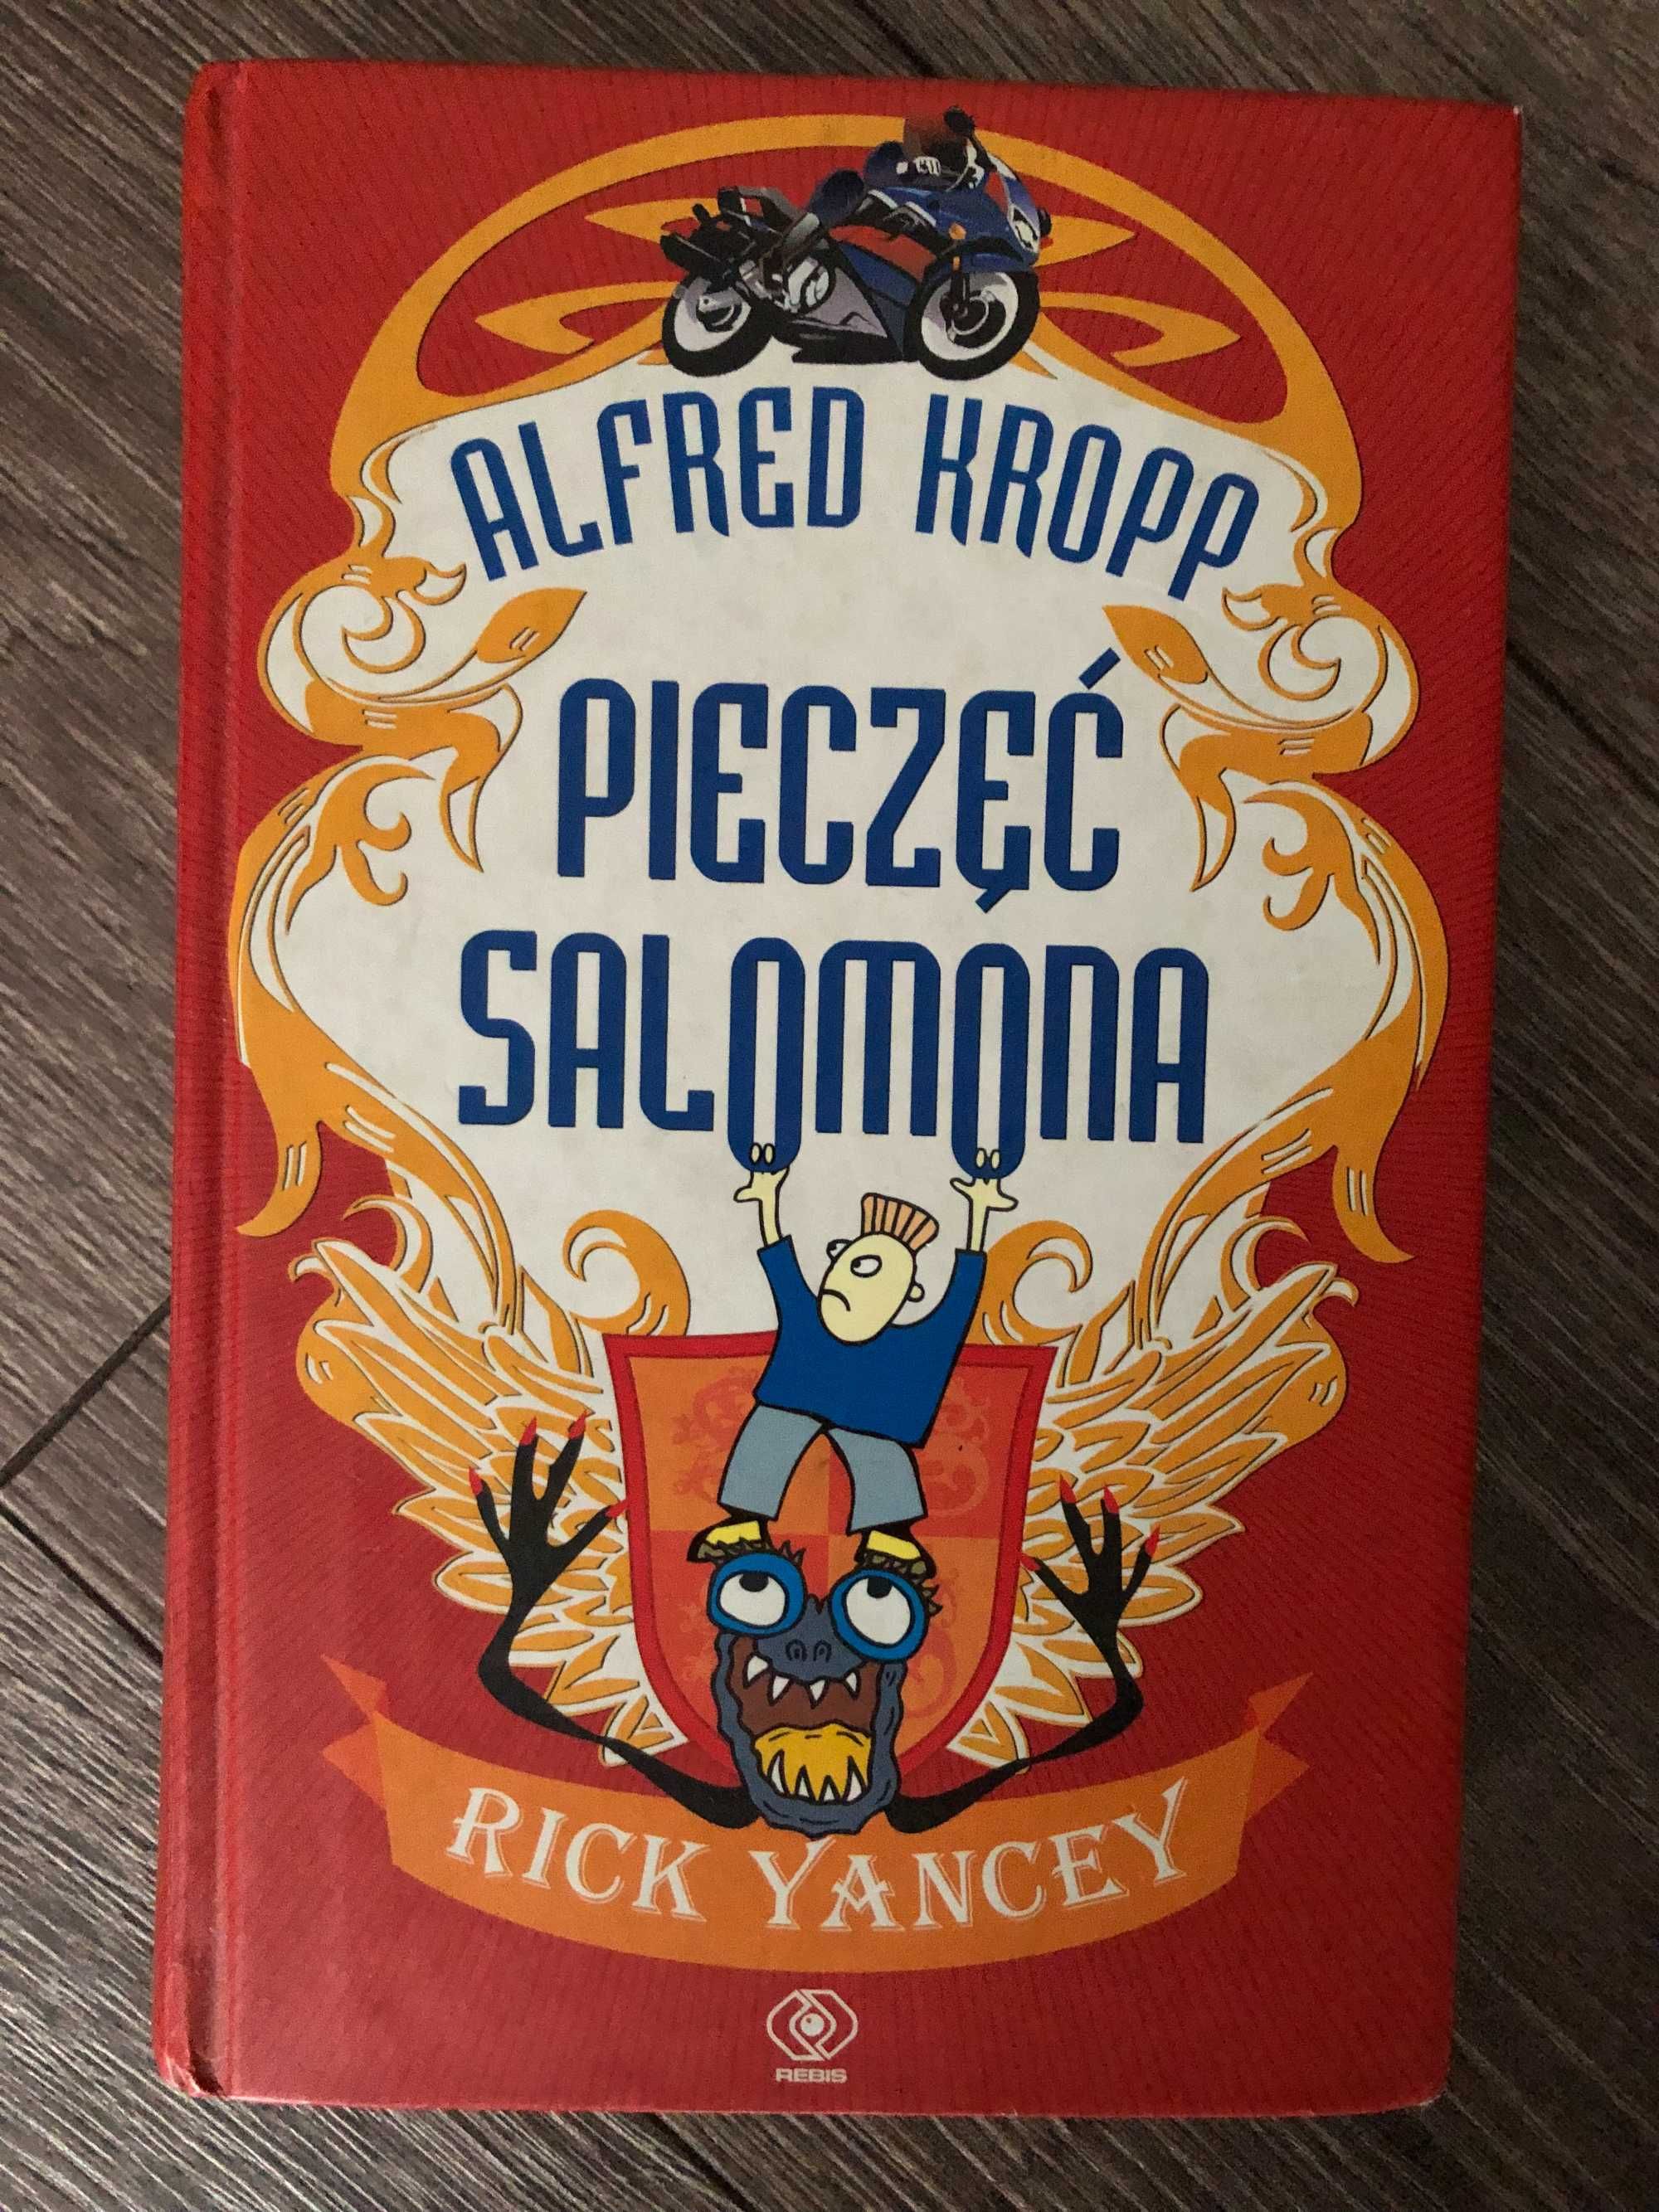 ALFRED KROPP
PIECZĘĆ
SALOMONA
RICK YANCEY
REBIS